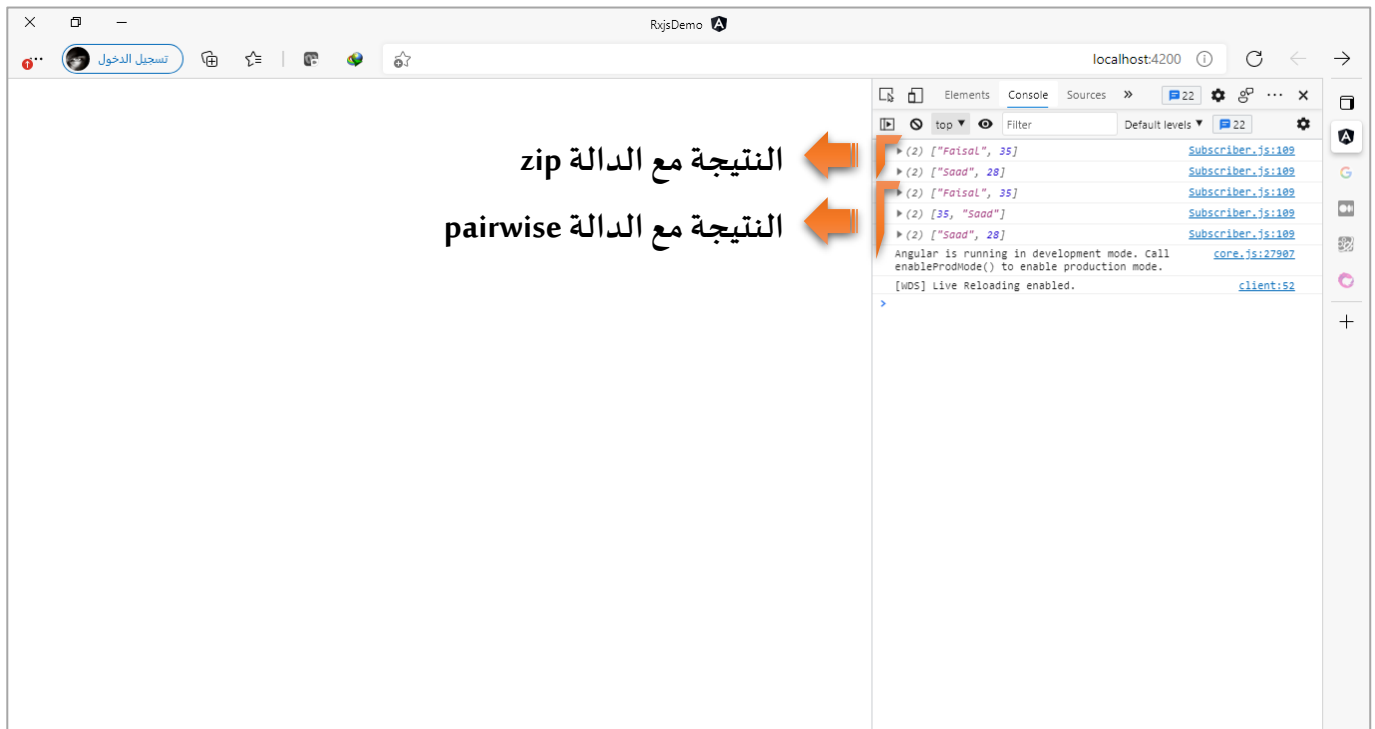 RxjsDemo
تسجيل الدخول
localhost:4200
Elements Console Sources » 22
top Filter Default levels 22
(2) ["Faisal", 35] Subscriber.js:109
(2) ["Saad", 28] Subscriber.js:109
(2) ["Faisal", 35] Subscriber.js:109
(2) [35, "Saad"] Subscriber.js:109
(2) ["Saad", 28] Subscriber.js:109
Angular is running in development mode. Call core.js:27907
enableProdMode() to enable production mode.
[WDS] Live Reloading enabled. client:52
النتيجة مع الدالة zip
النتيجة مع الدالة pairwise